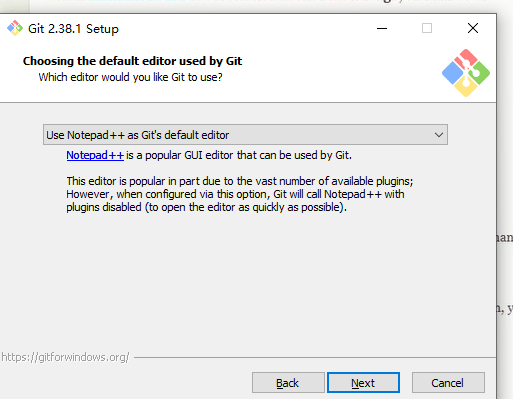 Git 2.38.1 Setup
Choosing the default editor used by Git
Which editor would you like Git to use?
Use Notepad++ as Git's default editor
Notepad++ is a popular GUI editor that can be used by Git.
This editor is popular in part due to the vast number of available plugins;
However, when configured via this option, Git will call Notepad++ with
plugins disabled (to open the editor as quickly as possible).
https://gitforwindows.org/
Back
Next
Cancel